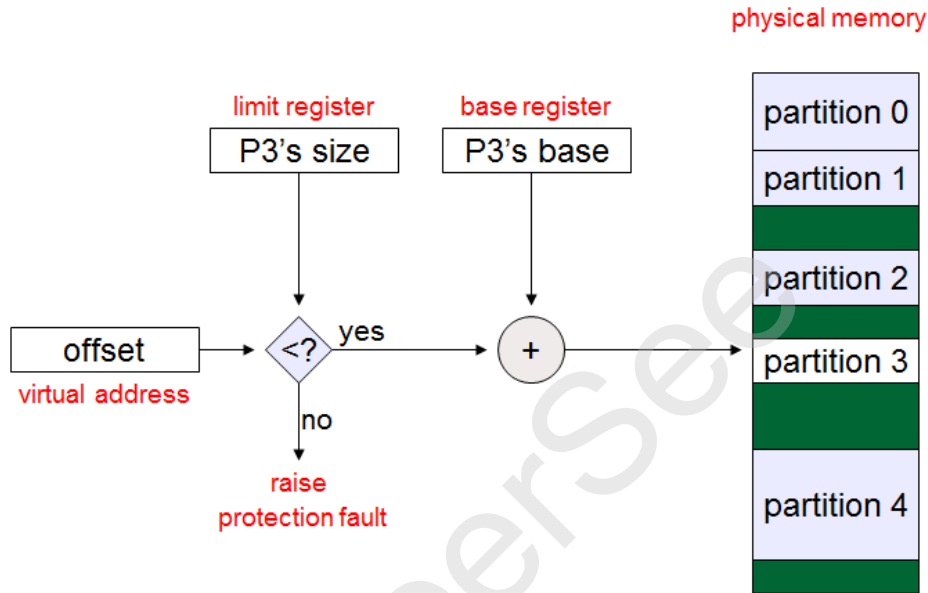 physical memory
limit register
base register
P3's size
P3's base
partition 0
partition 1
partition 2
partition 3
partition 4
offset
virtual address
<?
yes
+
no
raise
protection fault
erSee